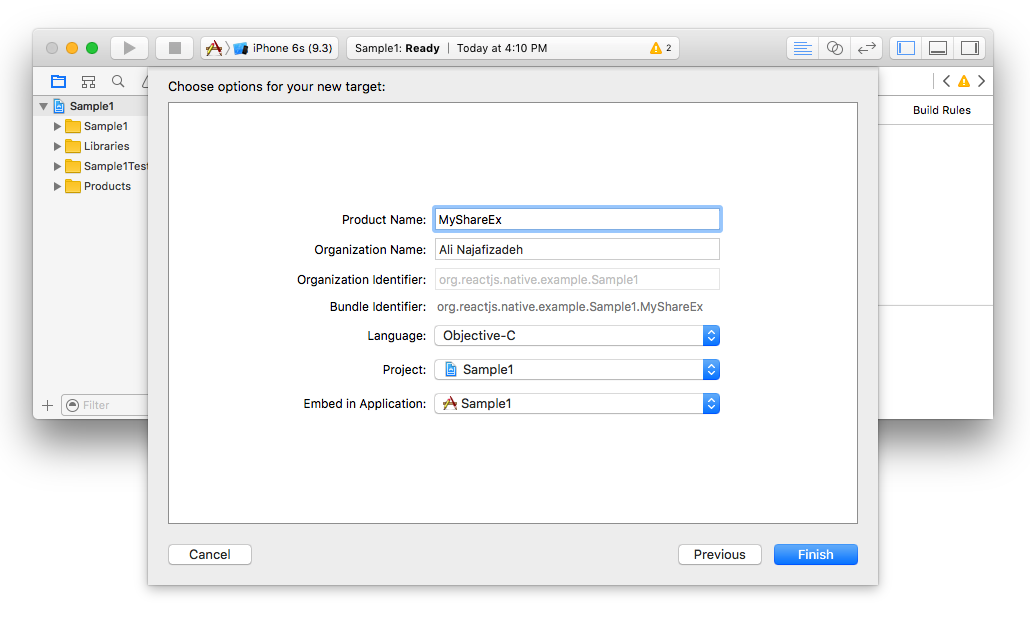 iPhone 6s (9.3)
Sample1: Ready | Today at 4:10 PM
2
Choose options for your new target:
Sample1
Sample1
Libraries
Sample1Test
Products
Filter
Build Rules
Product Name: MyShareEx
Organization Name: Ali Najafizadeh
Organization Identifier: org.reactjs.native.example.Sample1
Bundle Identifier: org.reactjs.native.example.Sample1.MyShareEx
Language: Objective-C
Project: Sample1
Embed in Application: Sample1
Cancel
Previous
Finish